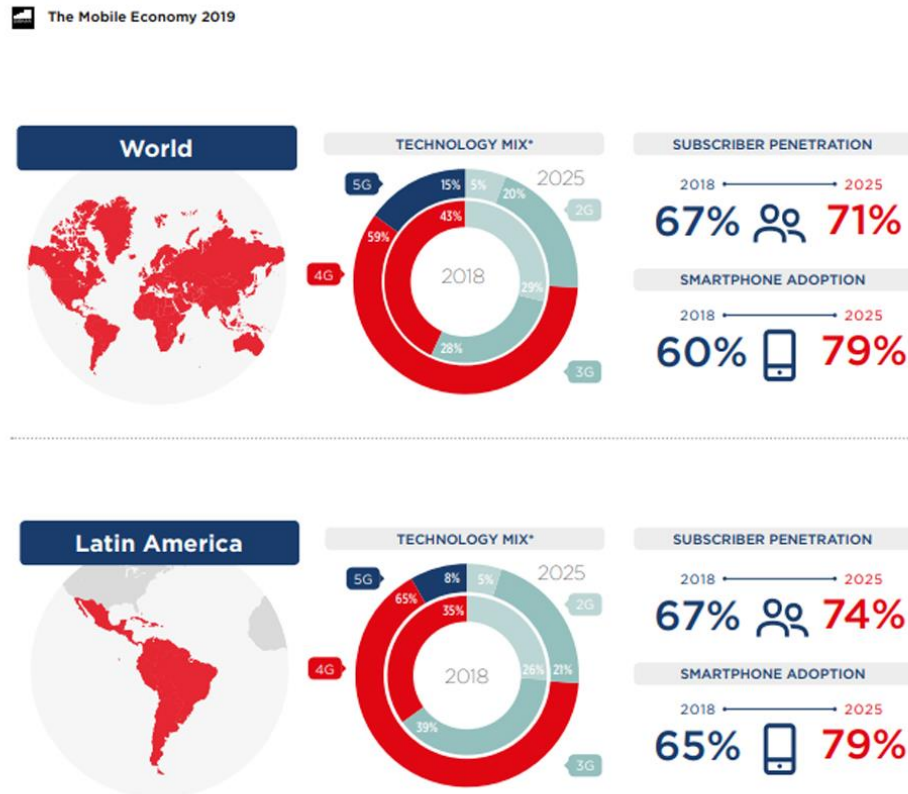 The Mobile Economy 2019
World
TECHNOLOGY MIX*
2025
5G
15%
5%
20%
2G
43%
59%
4G
2018
29%
28%
3G
SUBSCRIBER PENETRATION
2018 2025
67% 71%
SMARTPHONE ADOPTION
2018 2025
60% 79%
Latin America
TECHNOLOGY MIX*
2025
5G
8%
5%
65%
35%
2G
4G
2018
26%
21%
39%
3G
SUBSCRIBER PENETRATION
2018 2025
67% 74%
SMARTPHONE ADOPTION
2018 2025
65% 79%